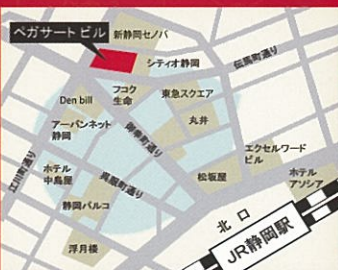 ペガサート ビル
新静岡セノバ
シティオ静岡
伝馬町通り
Den bill
フコク
生命
東急スクエア
アーバンネット
静岡
御幸町通り
丸井
江川町通り
ホテル
中島屋
呉服町通り
エクセルワード
ビル
松坂屋
ホテル
アソシア
静岡パルコ
北 口
JR静岡駅
浮月楼